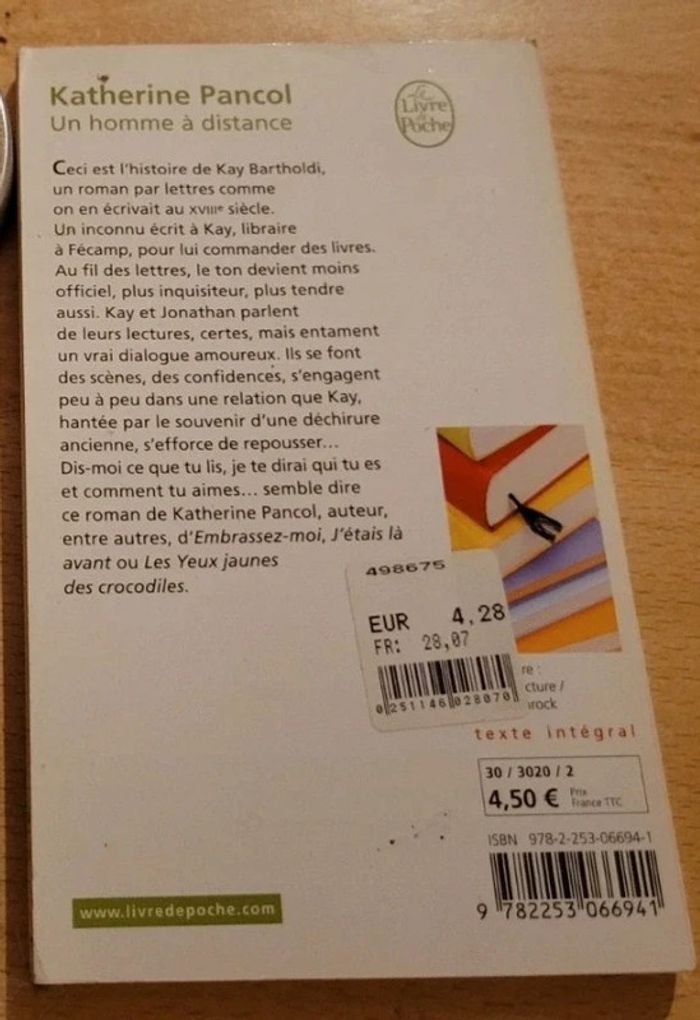 Katherine Pancol
Un homme à distance
Le
Livre
de
Poche
Ceci est l'histoire de Kay Bartholdi,
un roman par lettres comme
on en écrivait au XVIIIe siècle.
Un inconnu écrit à Kay, libraire
à Fécamp, pour lui commander des livres.
Au fil des lettres, le ton devient moins
officiel, plus inquisiteur, plus tendre
aussi. Kay et Jonathan parlent
de leurs lectures, certes, mais entament
un vrai dialogue amoureux. Ils se font
des scènes, des confidences, s'engagent
peu à peu dans une relation que Kay,
hantée par le souvenir d'une déchirure
ancienne, s'efforce de repousser...
Dis-moi ce que tu lis, je te dirai qui tu es
et comment tu aimes... semble dire
ce roman de Katherine Pancol, auteur,
entre autres, d'Embrassez-moi, J'étais là
avant ou Les Yeux jaunes
des crocodiles.
498675
EUR 4,28
FR: 28,07
0 251146 028070
re :
cture /
rock
texte intégral
30 / 3020 / 2
4,50 € Prix
France TTC
ISBN 978-2-253-06694-1
9 782253 066941
www.livredepoche.com